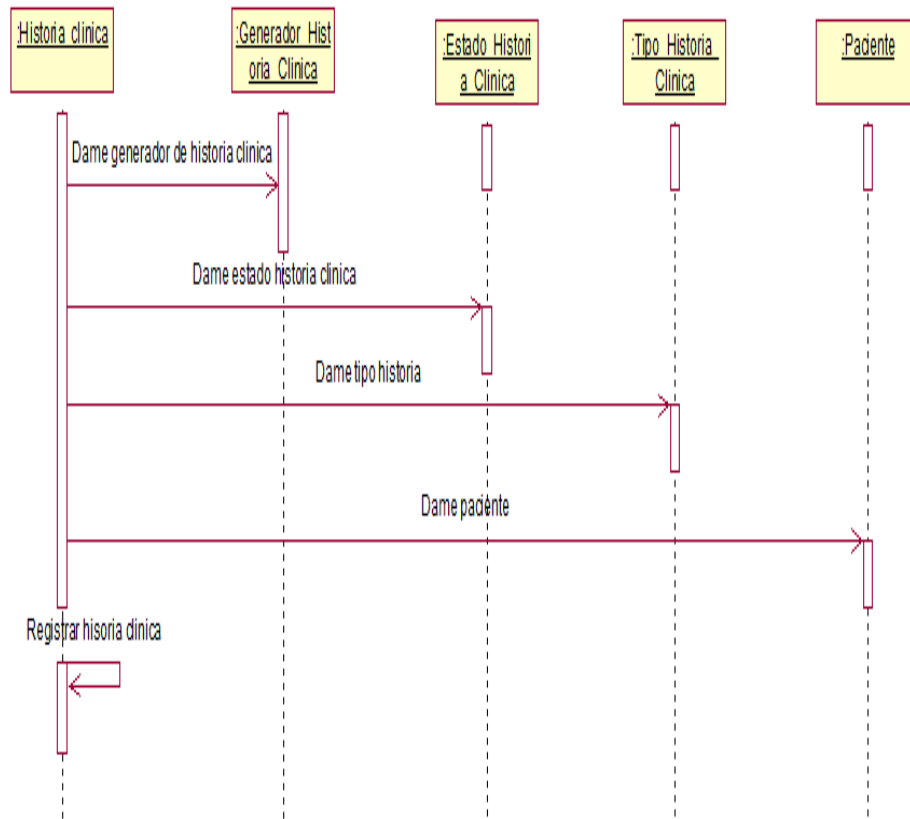 :Historia clinica
:Generador Hist
oria Clinica
:Estado Histori
a Clinica
:Tipo Historia
Clinica
:Paciente
Dame generador de historia clinica
Dame estado historia clinica
Dame tipo historia
Dame paciente
Registrar hisoria clinica